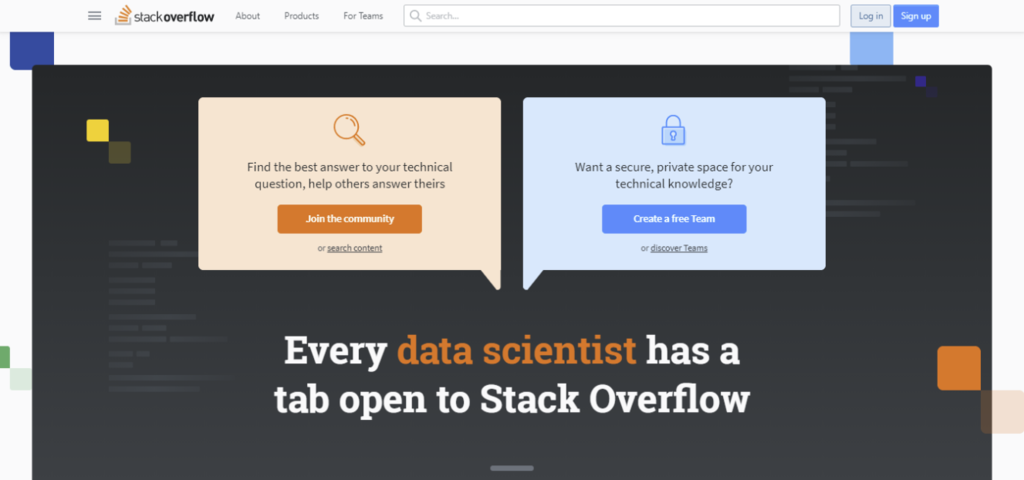 stackoverflow About Products For Teams Search... Log in Sign up
Find the best answer to your technical
question, help others answer theirs
Join the community
or search content
Want a secure, private space for your
technical knowledge?
Create a free Team
or discover Teams
Every data scientist has a
tab open to Stack Overflow